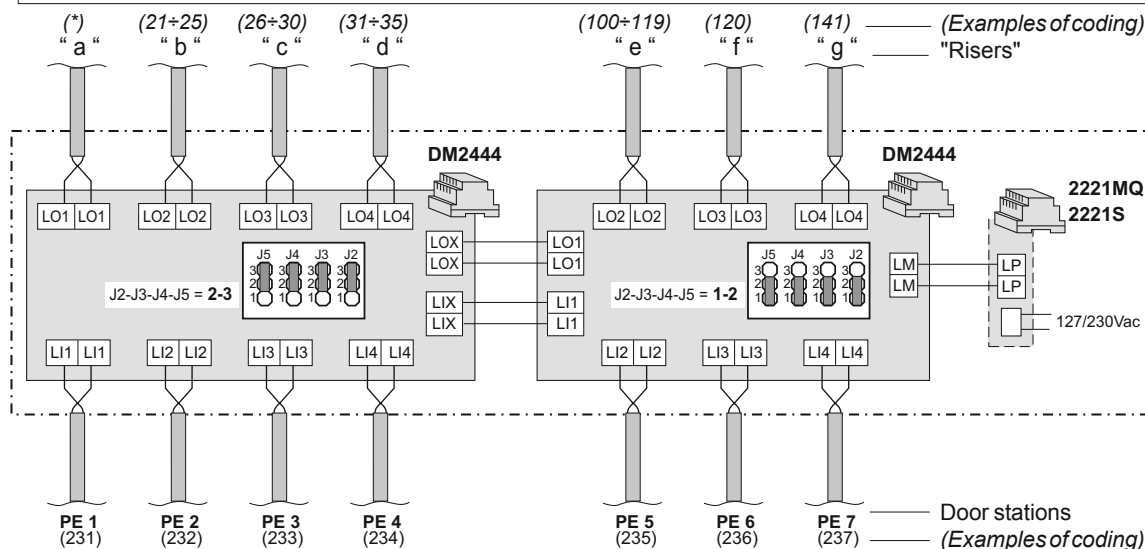 (*) (21÷25) (26÷30) (31÷35) (100÷119) (120) (141) (Examples of coding)
“ a “ “ b “ “ c “ “ d “ “ e “ “ f “ “ g “ "Risers"
DM2444 DM2444
2221MQ
2221S
LO1 LO1 LO2 LO2 LO3 LO3 LO4 LO4 LO2 LO2 LO3 LO3 LO4 LO4
LOX LO1
LOX LO1
J5 J4 J3 J2 J5 J4 J3 J2
3 3 3 3 3 3 3 3
2 2 2 2 2 2 2 2
1 1 1 1 1 1 1 1
LM LP
LM LP
J2-J3-J4-J5 = 2-3 J2-J3-J4-J5 = 1-2
LIX LI1
LIX LI1
127/230Vac
LI1 LI1 LI2 LI2 LI3 LI3 LI4 LI4 LI2 LI2 LI3 LI3 LI4 LI4
PE 1 PE 2 PE 3 PE 4 PE 5 PE 6 PE 7 Door stations
(231) (232) (233) (234) (235) (236) (237) (Examples of coding)